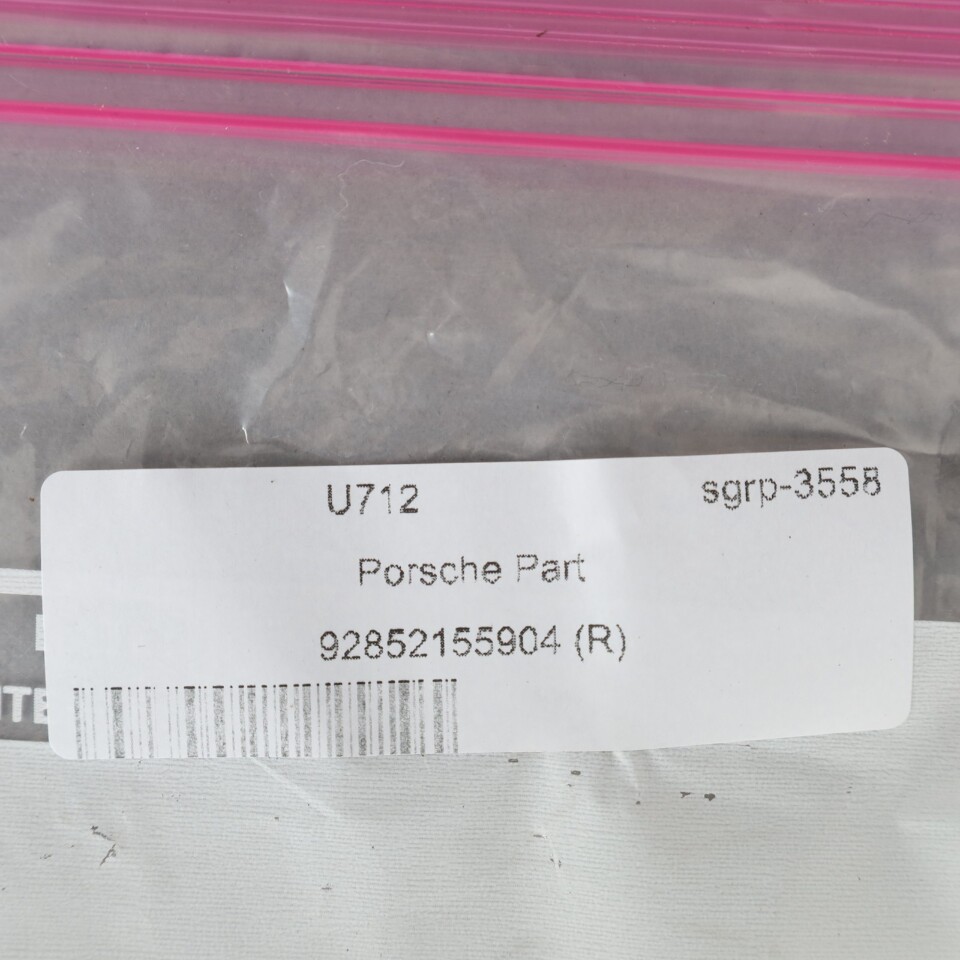 U712 sgrp-3558
Porsche Part
92852155904 (R)